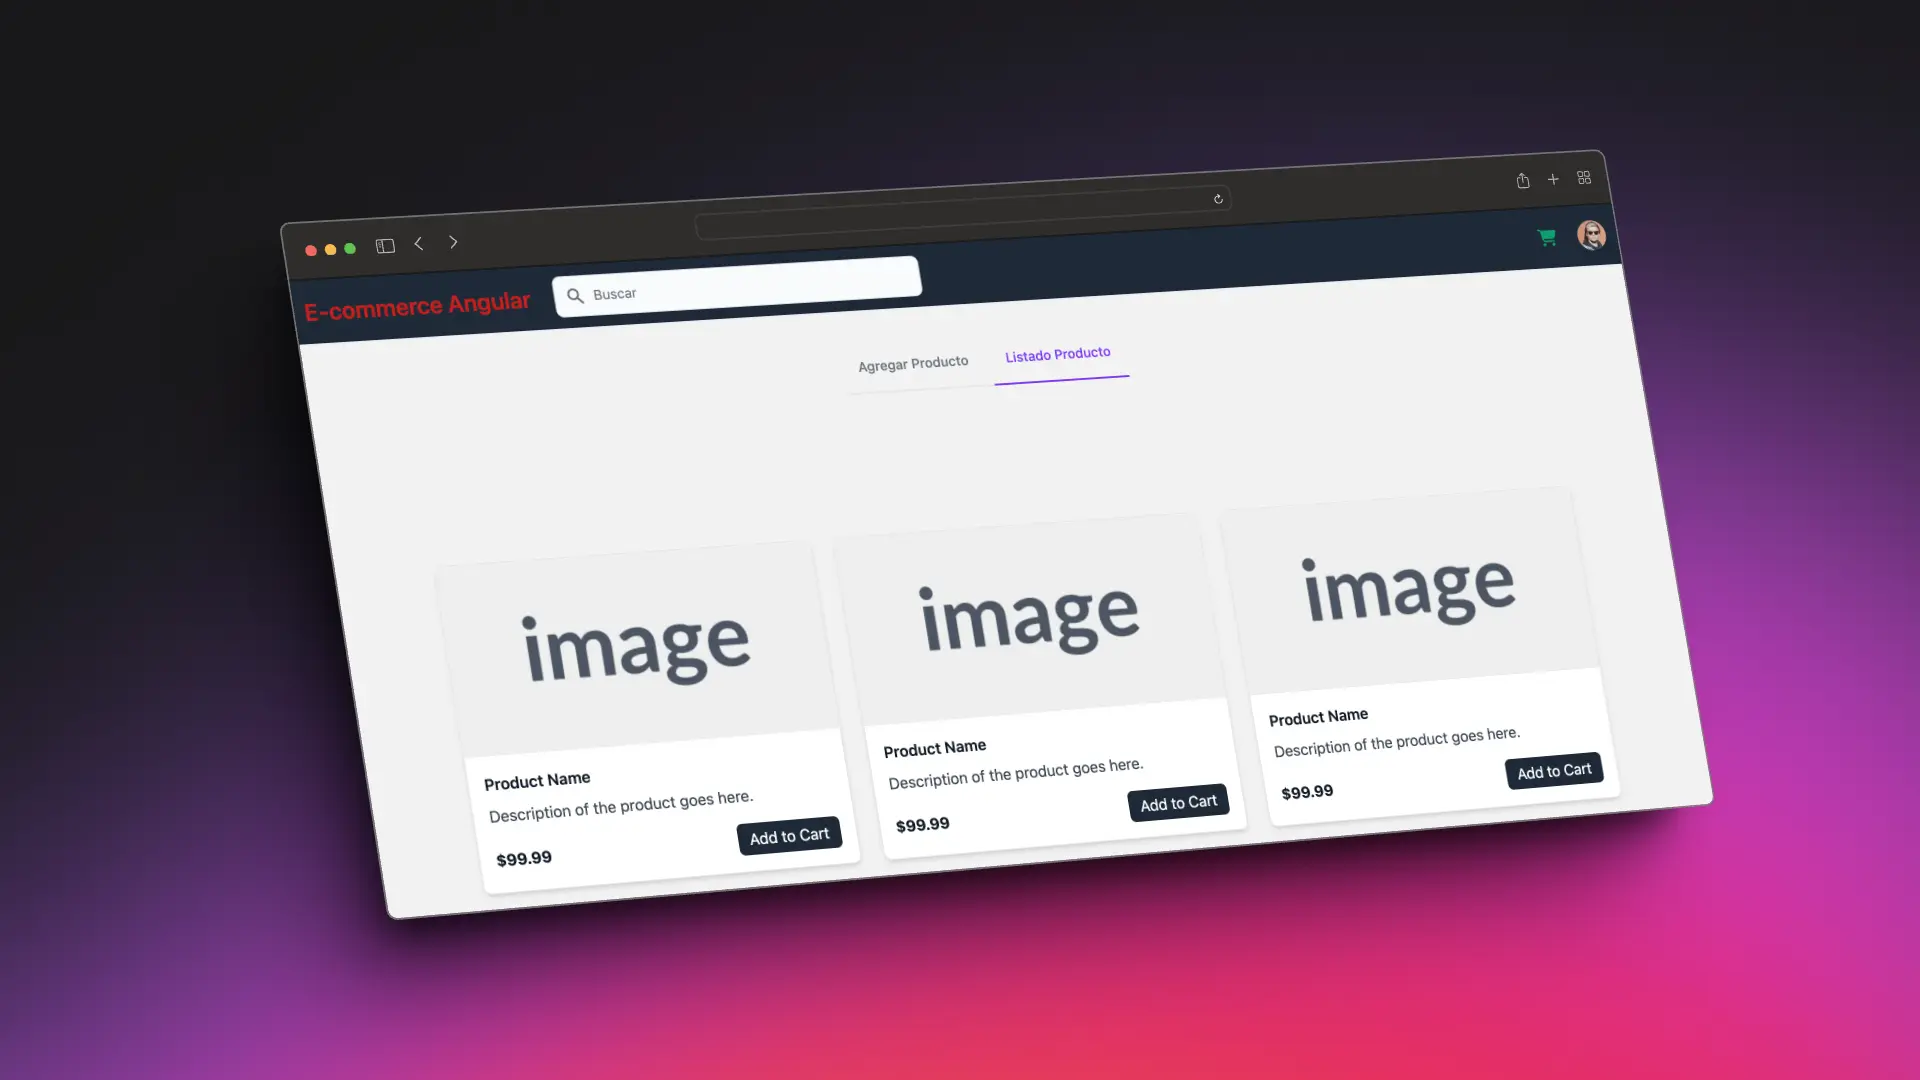 E-commerce Angular
Buscar
Agregar Producto
Listado Producto
image
Product Name
Description of the product goes here.
$99.99
Add to Cart
image
Product Name
Description of the product goes here.
$99.99
Add to Cart
image
Product Name
Description of the product goes here.
$99.99
Add to Cart